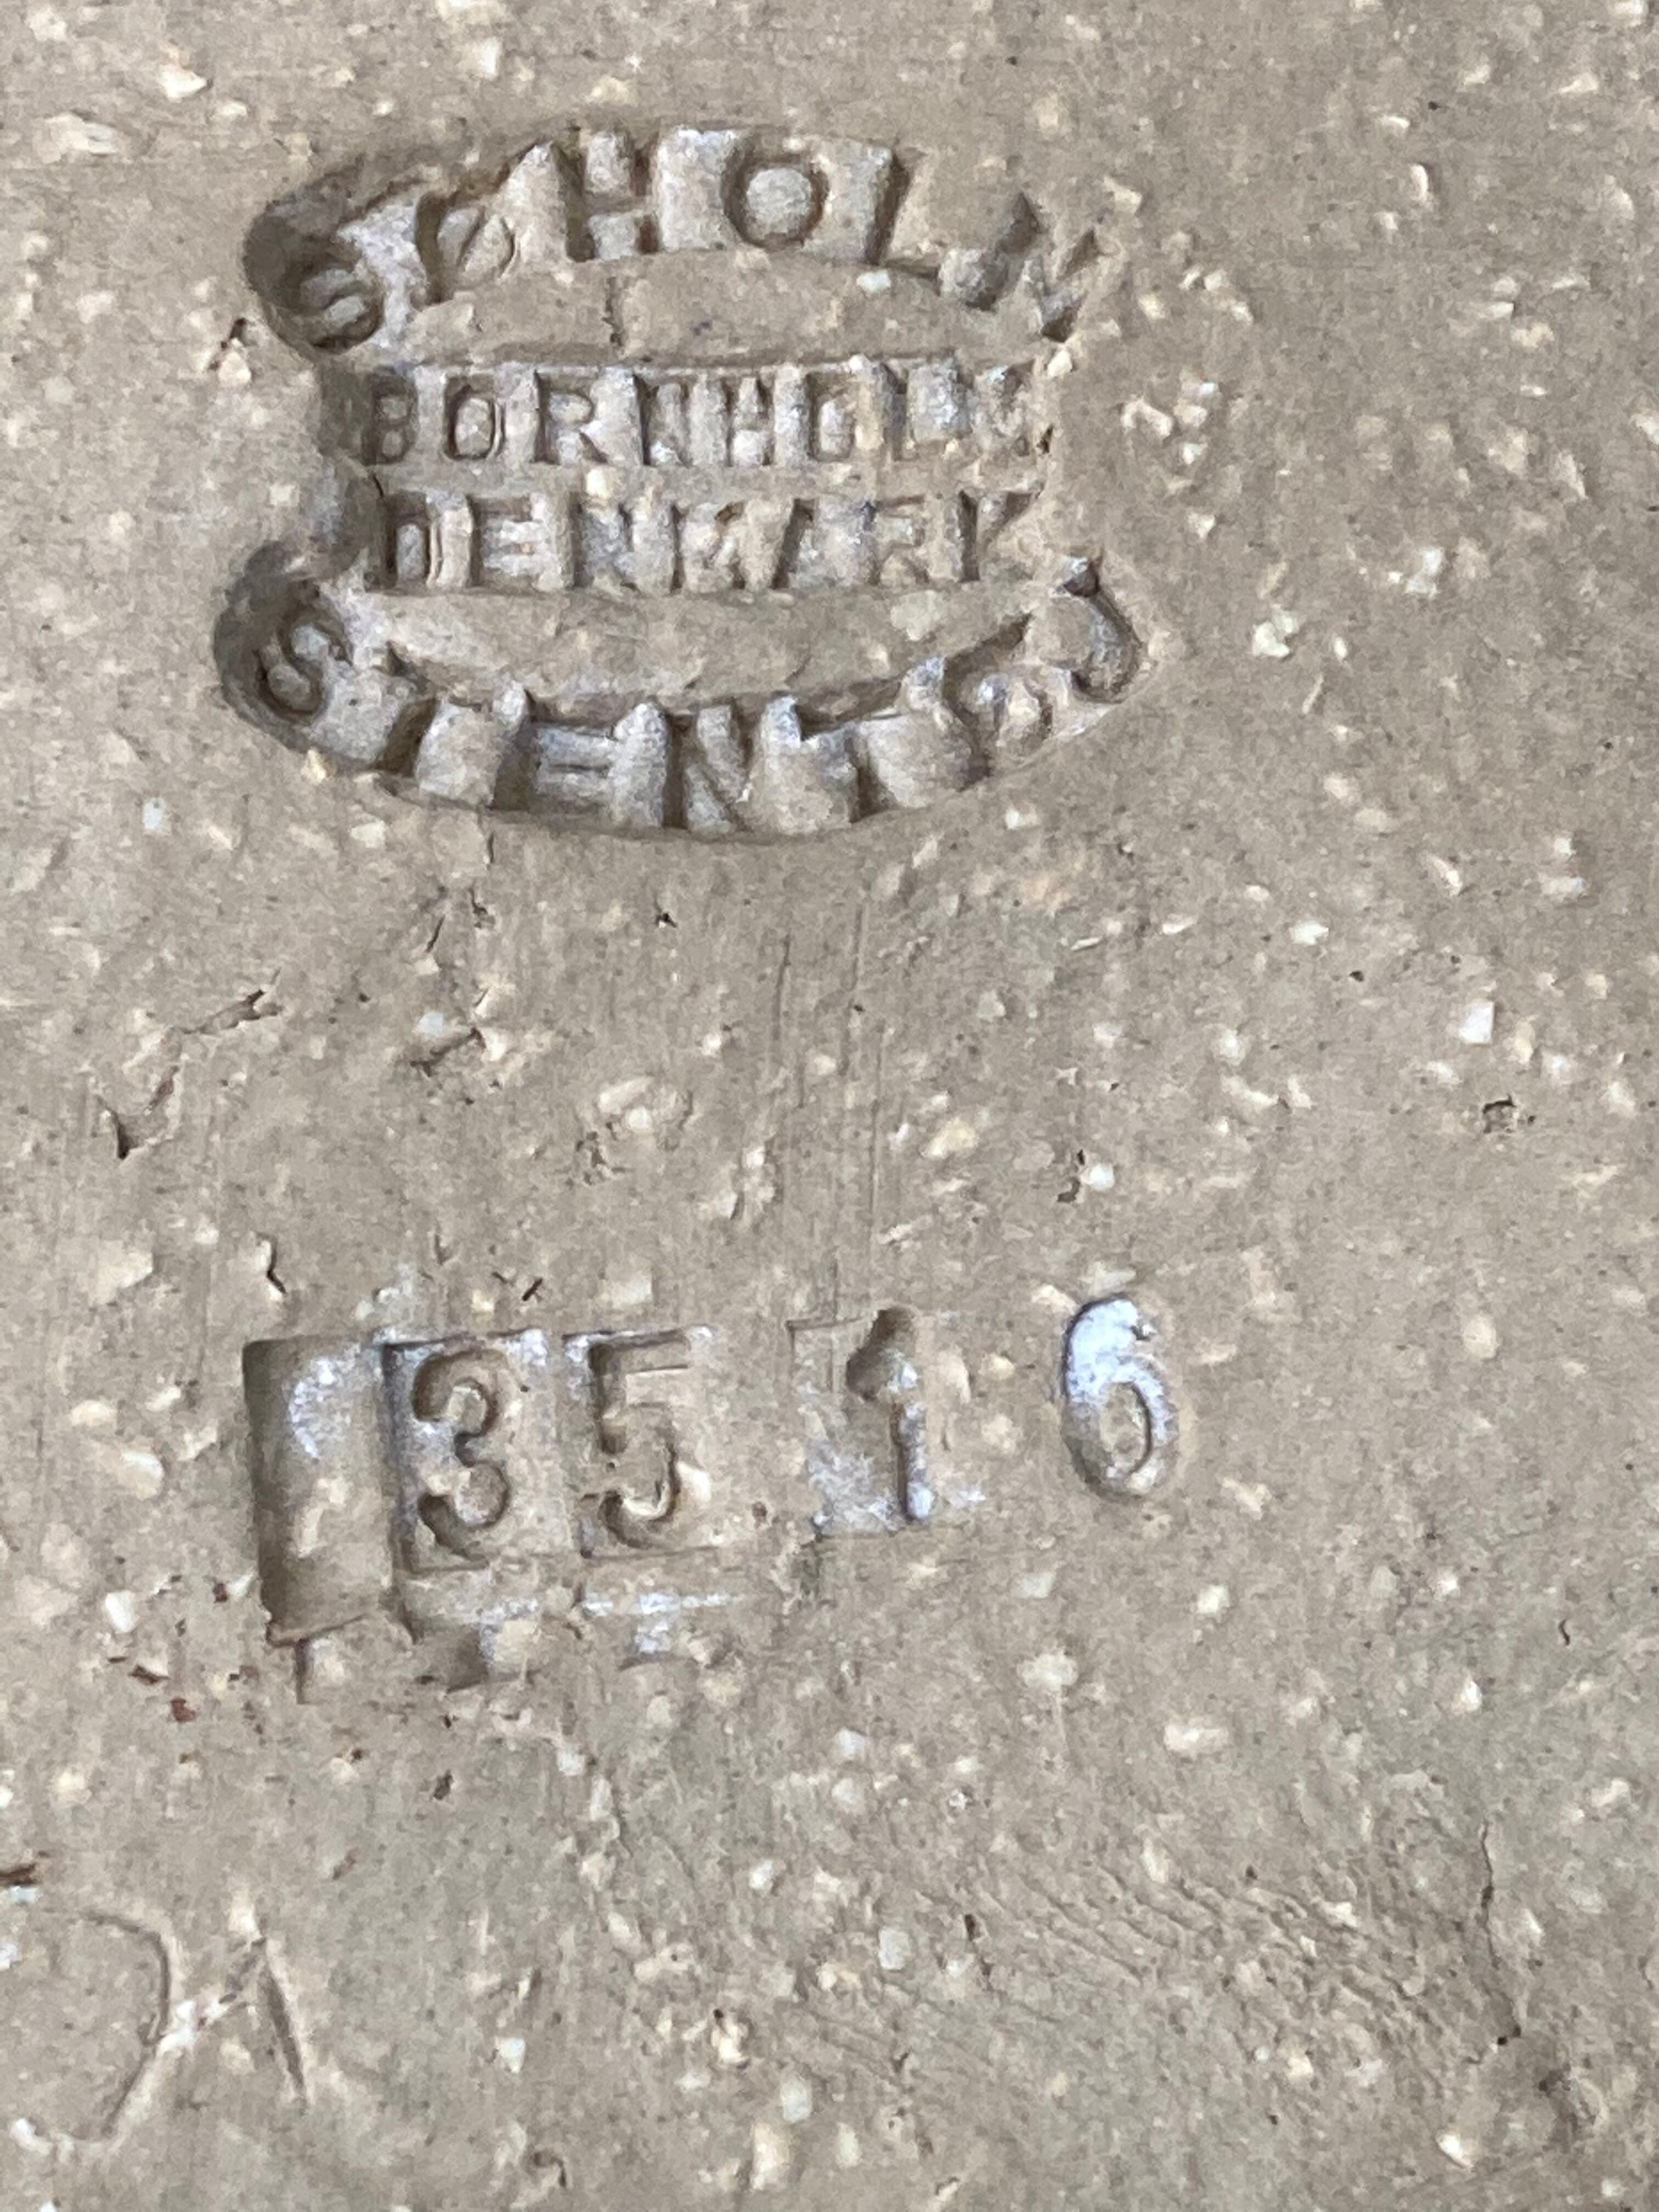 SØHOLM
BORNHOLM
DENMARK
STENTØJ
3516